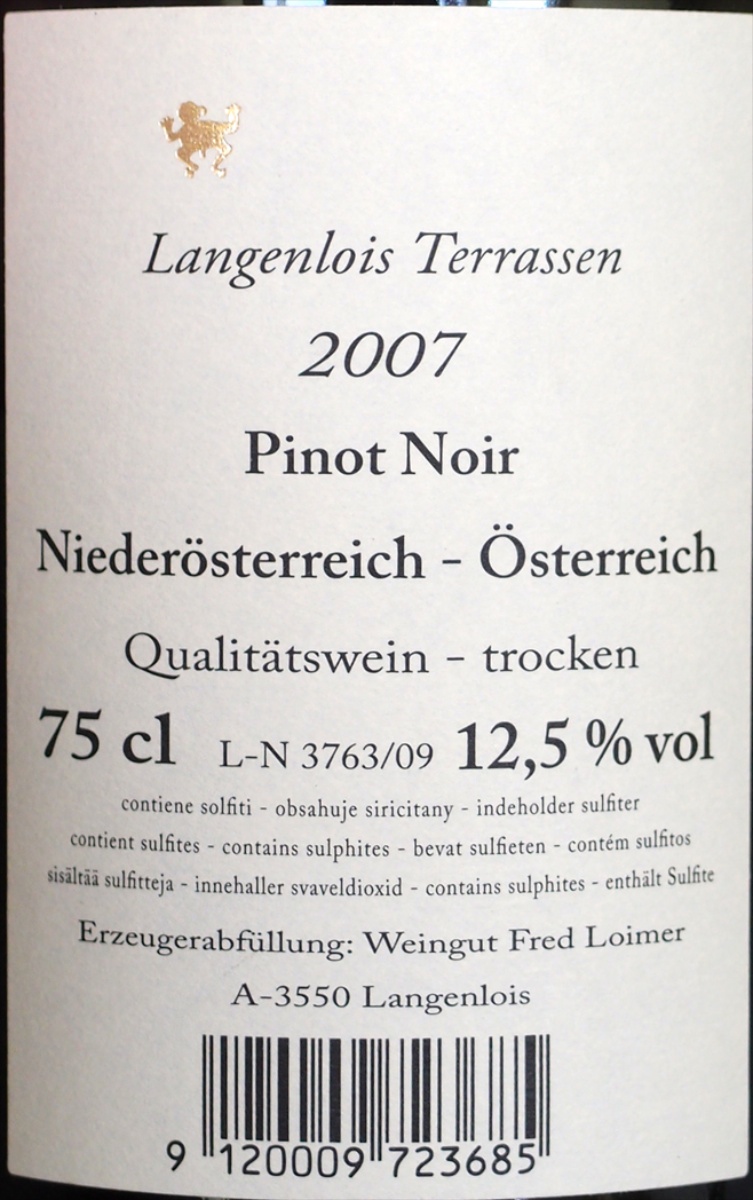 Langenlois Terrassen
2007
Pinot Noir
Niederösterreich - Österreich
Qualitätswein - trocken
75 cl L-N 3763/09 12,5 % vol
contiene solfiti - obsahuje siricitany - indeholder sulfiter
contient sulfites - contains sulphites - bevat sulfieten - contém sulfitos
sisältää sulfitteja - innehaller svaveldioxid - contains sulphites - enthält Sulfite
Erzeugerabfüllung: Weingut Fred Loimer
A-3550 Langenlois
9 120009 723685